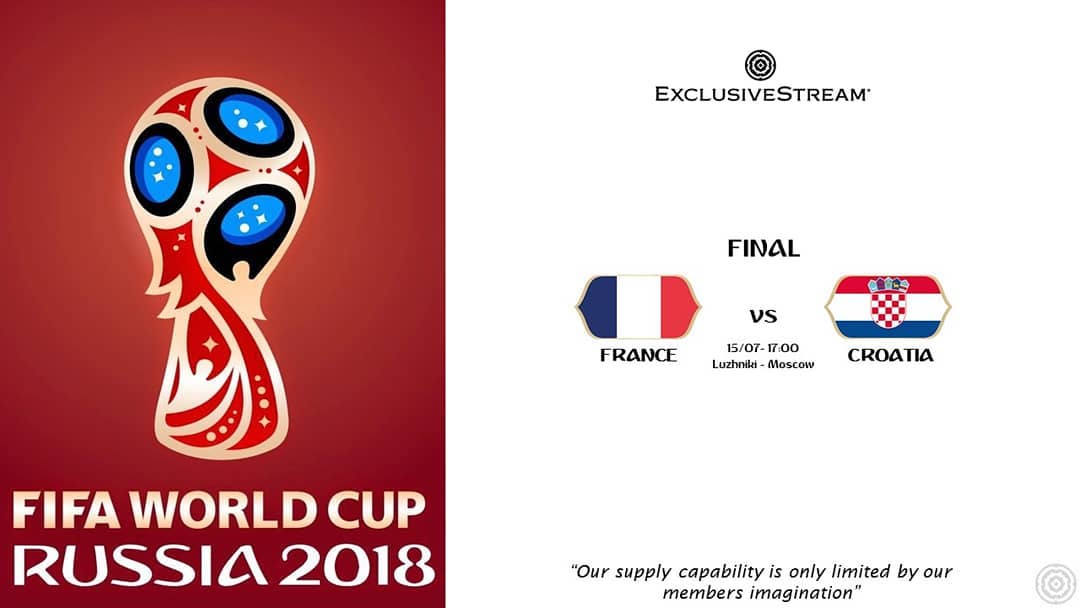 FIFA WORLD CUP
RUSSIA 2018
EXCLUSIVESTREAM
FINAL
VS
FRANCE
15/07-17:00
CROATIA
Luzhniki - Moscow
"Our supply capability is only limited by our
members imagination"